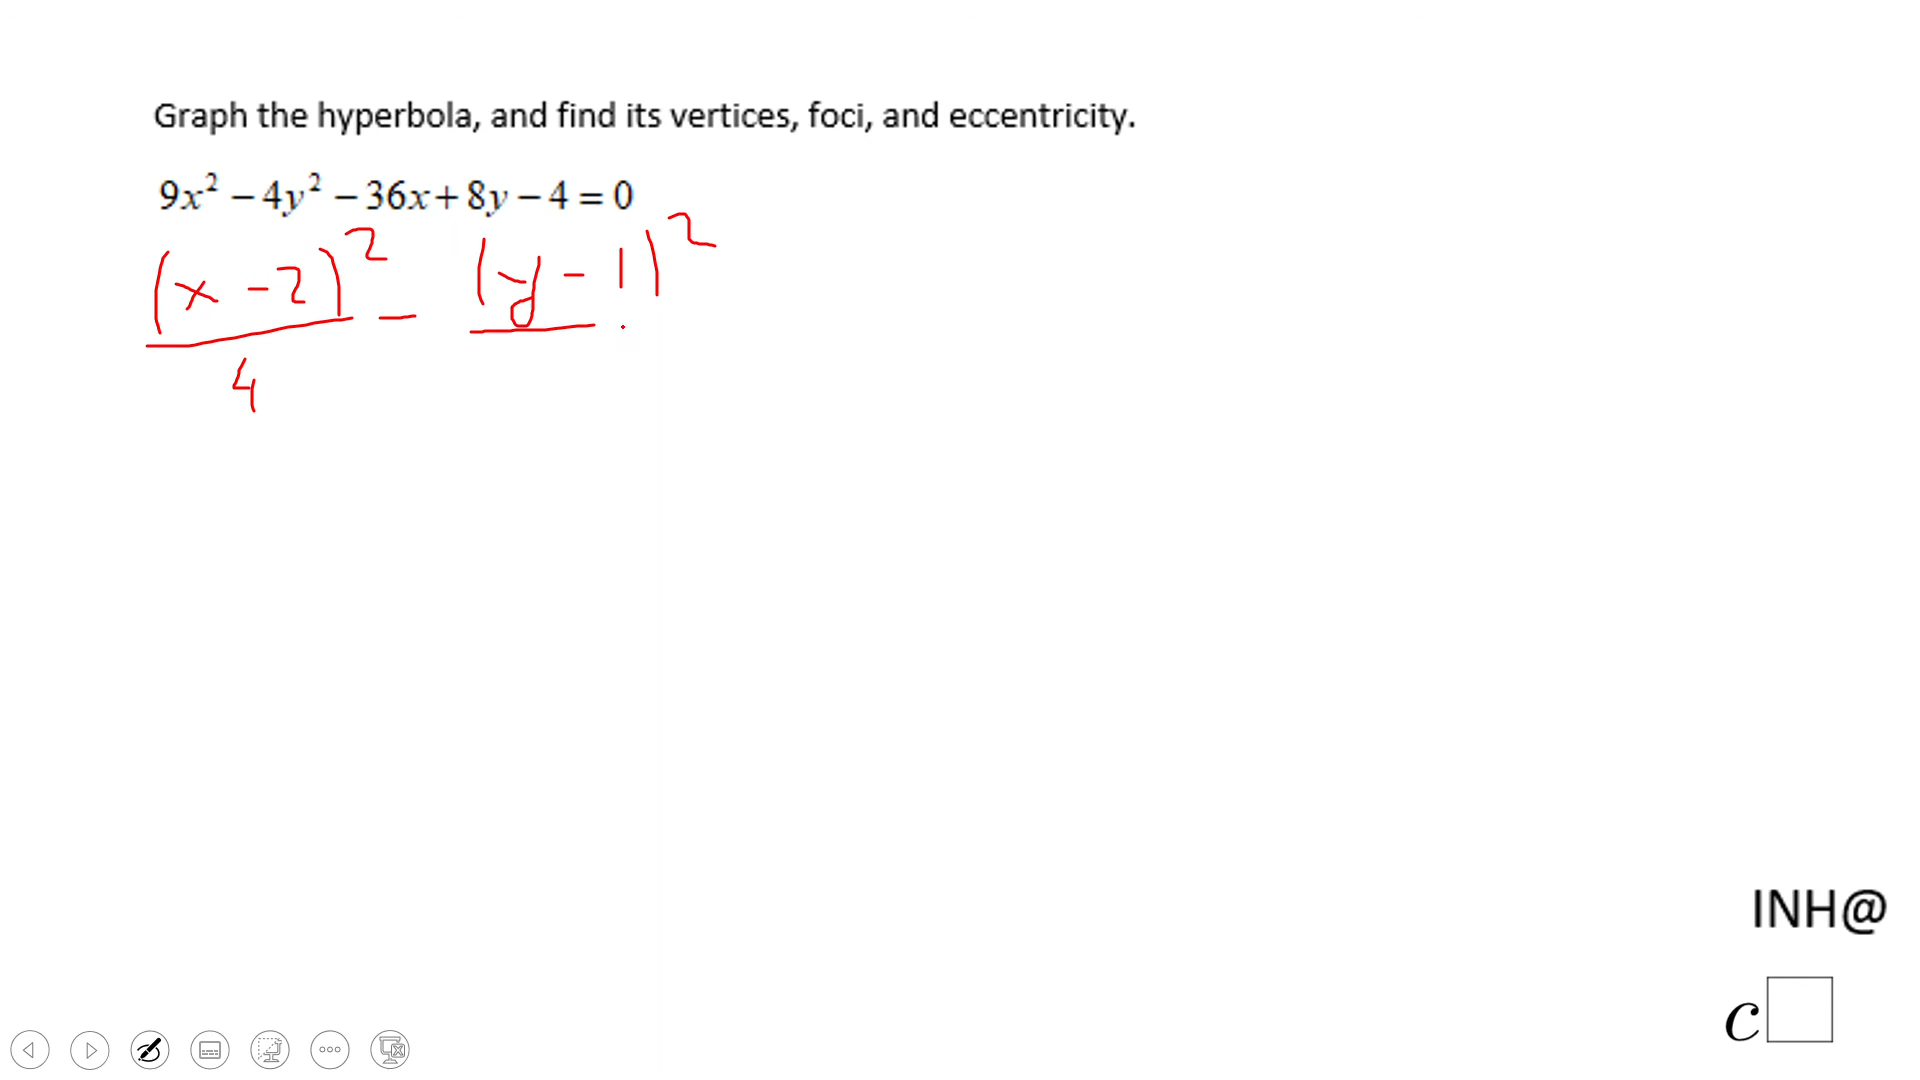 Graph the hyperbola, and find its vertices, foci, and eccentricity.
9x² – 4y² – 36x + 8y – 4 = 0
(x - 2)² - (y - 1)²
4
INH@
c